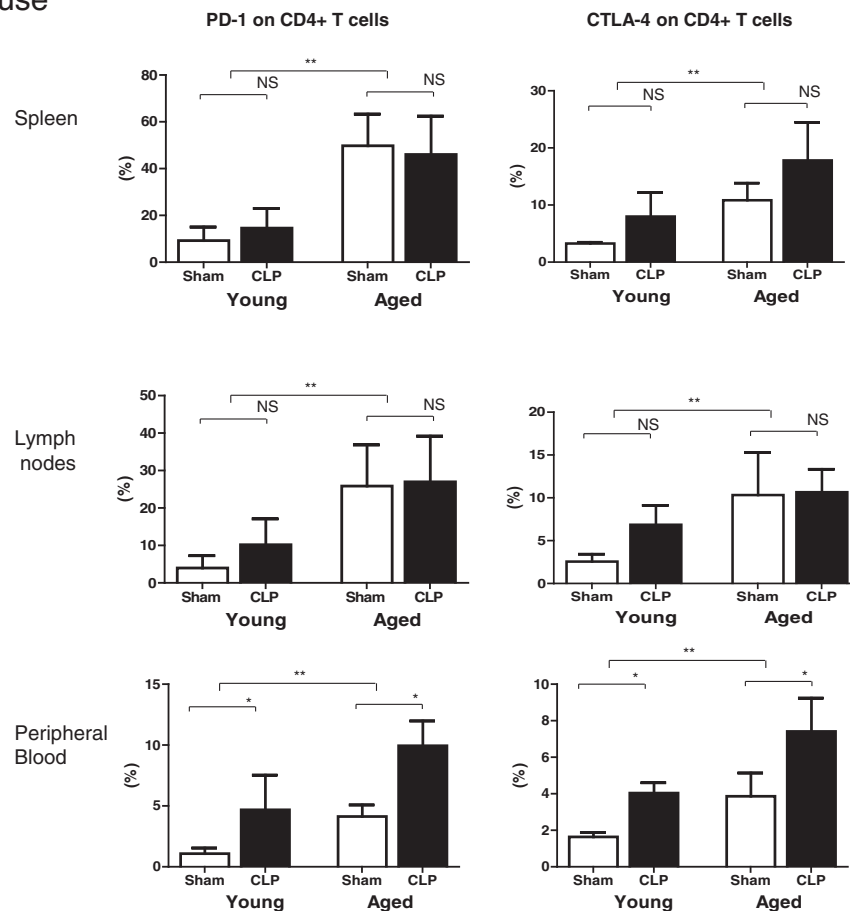 use
PD-1 on CD4+ T cells
CTLA-4 on CD4+ T cells
Spleen
80
60
40
20
0
(%)
**
NS
NS
Sham
CLP
Sham
CLP
Young
Aged
30
20
10
0
(%)
**
NS
NS
Sham
CLP
Sham
CLP
Young
Aged
Lymph
nodes
50
40
30
20
10
0
(%)
**
NS
NS
Sham
CLP
Sham
CLP
Young
Aged
20
15
10
5
0
(%)
**
NS
NS
Sham
CLP
Sham
CLP
Young
Aged
Peripheral
Blood
15
10
5
0
(%)
**
*
*
Sham
CLP
Sham
CLP
Young
Aged
10
8
6
4
2
0
(%)
**
*
*
Sham
CLP
Sham
CLP
Young
Aged